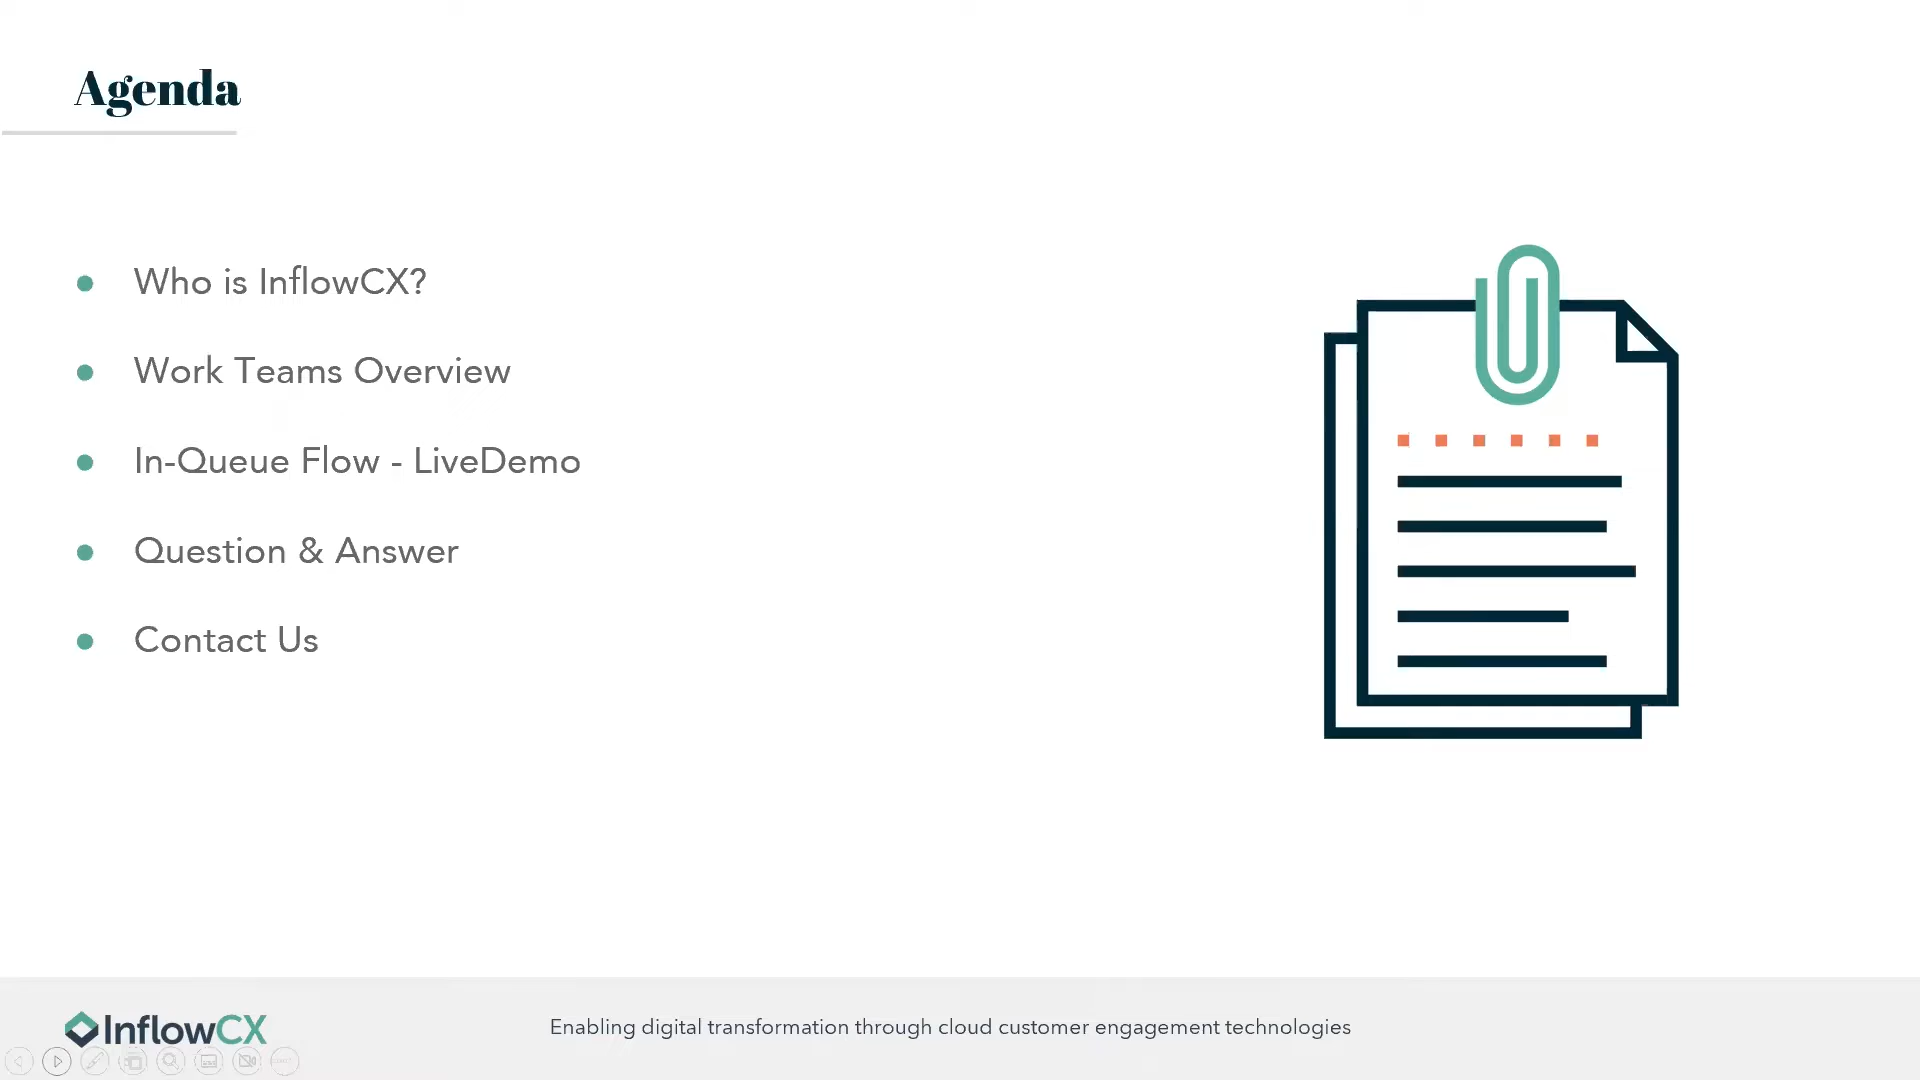 Agenda
Who is InflowCX?
Work Teams Overview
In-Queue Flow - LiveDemo
Question & Answer
Contact Us
InflowCX
Enabling digital transformation through cloud customer engagement technologies